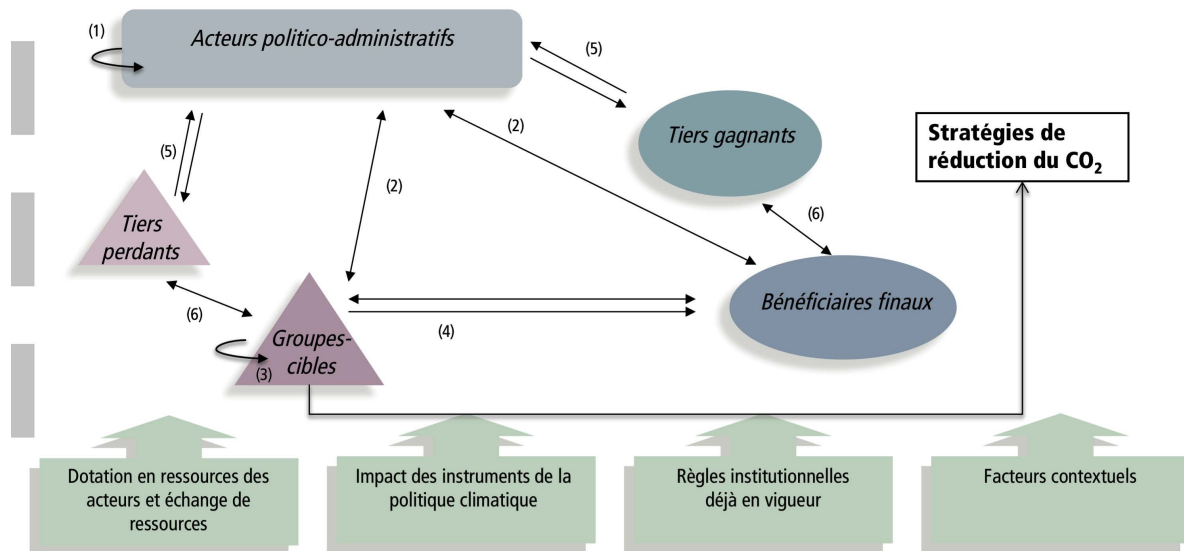 (1)
Acteurs politico-administratifs
(5)
(2)
Tiers gagnants
Stratégies de
réduction du CO₂
(5)
(2)
Tiers
perdants
(6)
Bénéficiaires finaux
(6)
(4)
Groupes-
cibles
(3)
Dotation en ressources des
acteurs et échange de
ressources
Impact des instruments de la
politique climatique
Règles institutionnelles
déjà en vigueur
Facteurs contextuels